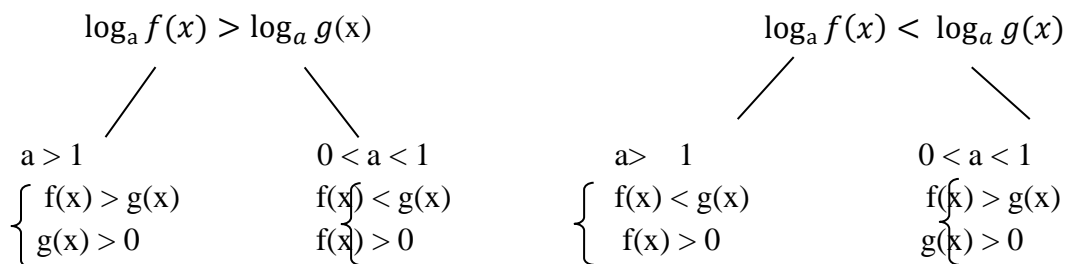 logₐ f(x) > logₐ g(x) logₐ f(x) < logₐ g(x)
a > 1 0 < a < 1 a> 1 0 < a < 1
f(x) > g(x) f(x) < g(x) f(x) < g(x) f(x) > g(x)
g(x) > 0 f(x) > 0 f(x) > 0 g(x) > 0